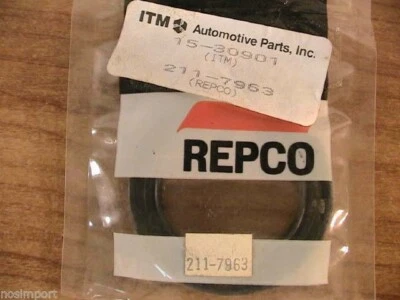 ITM Automotive Parts, Inc.
15-30901
(ITM)
211-7963
(REPCO)
REPCO
211-7963
© nosimport